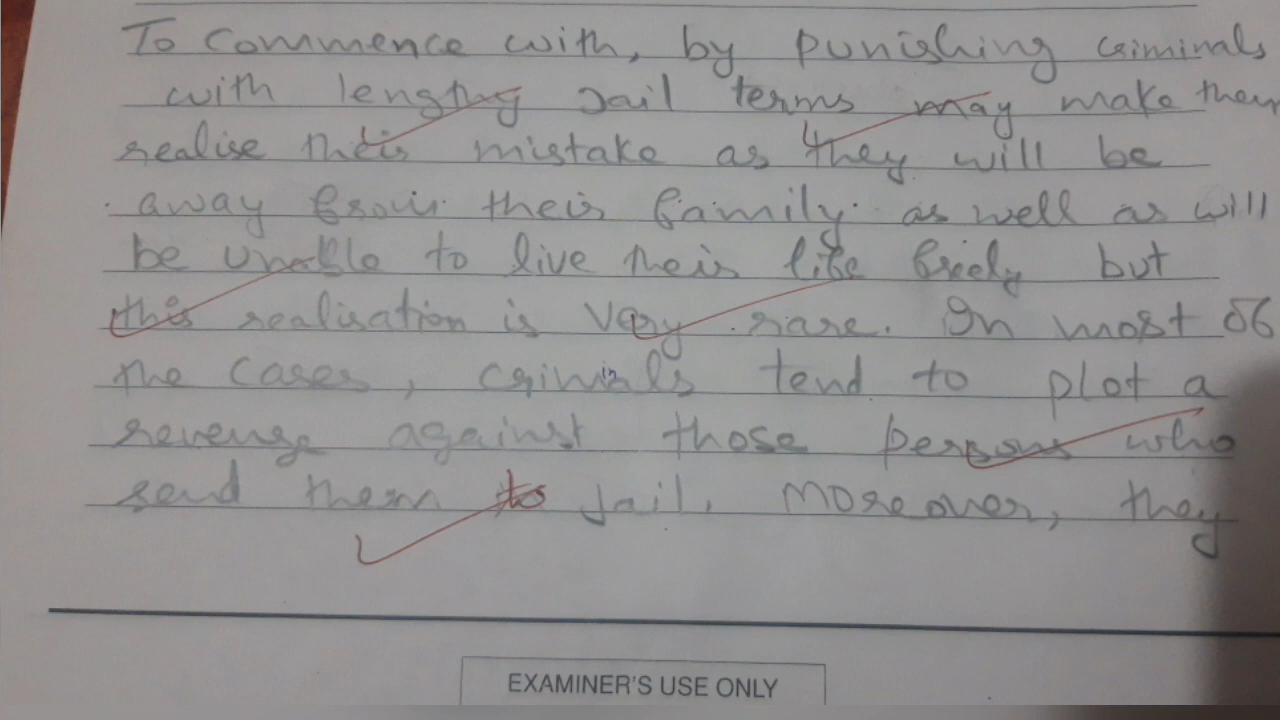 To commence with, by punishing criminals
with lengthy Jail terms may make them
realise their mistake as they will be
away from their family as well as will
be unable to live their life freely but
this realisation is very rare. In most of
the cases, criminals tend to plot a
revenge against those persons who
send them to Jail. Moreover, they
EXAMINER'S USE ONLY